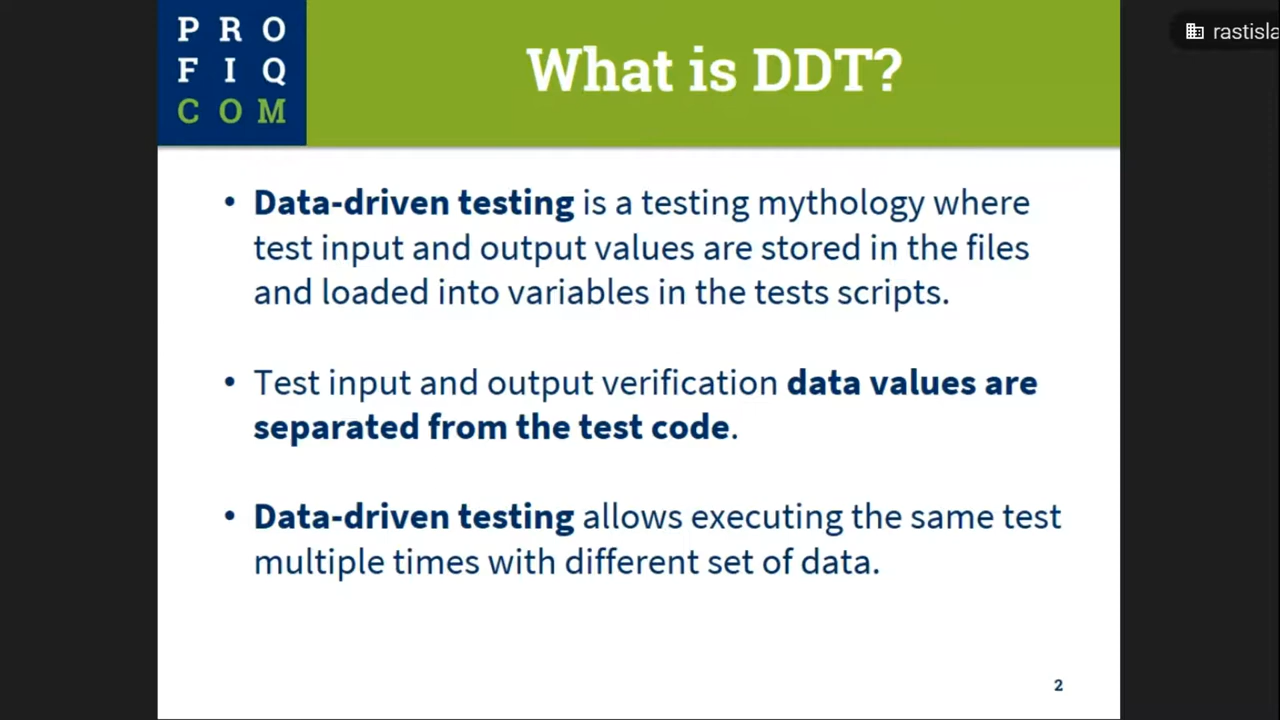 P R O
F I Q
C O M
What is DDT?
rastisla
• Data-driven testing is a testing mythology where
test input and output values are stored in the files
and loaded into variables in the tests scripts.
• Test input and output verification data values are
separated from the test code.
• Data-driven testing allows executing the same test
multiple times with different set of data.
2